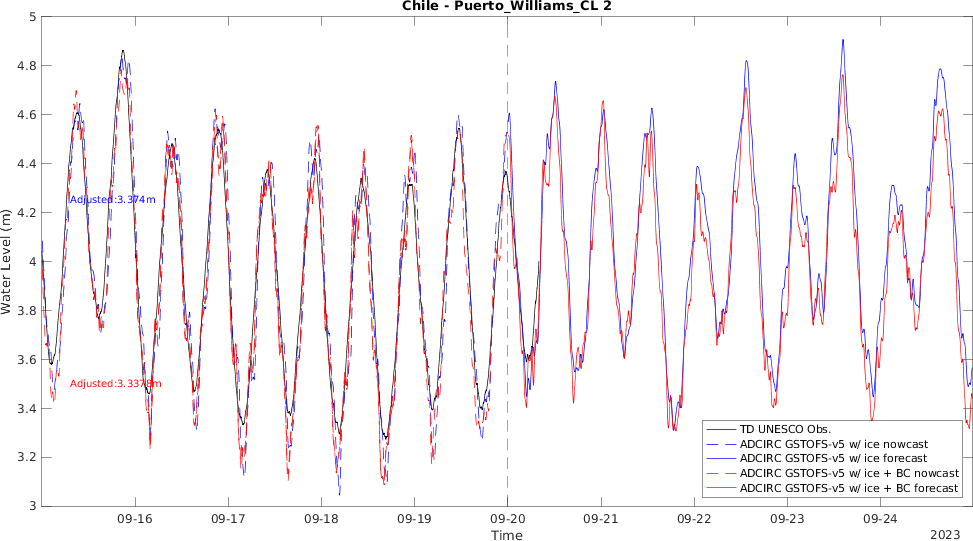 Chile - Puerto_Williams_CL 2
5
4.8
4.6
4.4
4.2
4
3.8
3.6
3.4
3.2
3
Water Level (m)
Adjusted:3.374m
Adjusted:3.3378m
TD UNESCO Obs.
ADCIRC GSTOFS-v5 w/ ice nowcast
ADCIRC GSTOFS-v5 w/ ice forecast
ADCIRC GSTOFS-v5 w/ ice + BC nowcast
ADCIRC GSTOFS-v5 w/ ice + BC forecast
09-16 09-17 09-18 09-19 09-20 09-21 09-22 09-23 09-24
Time
2023